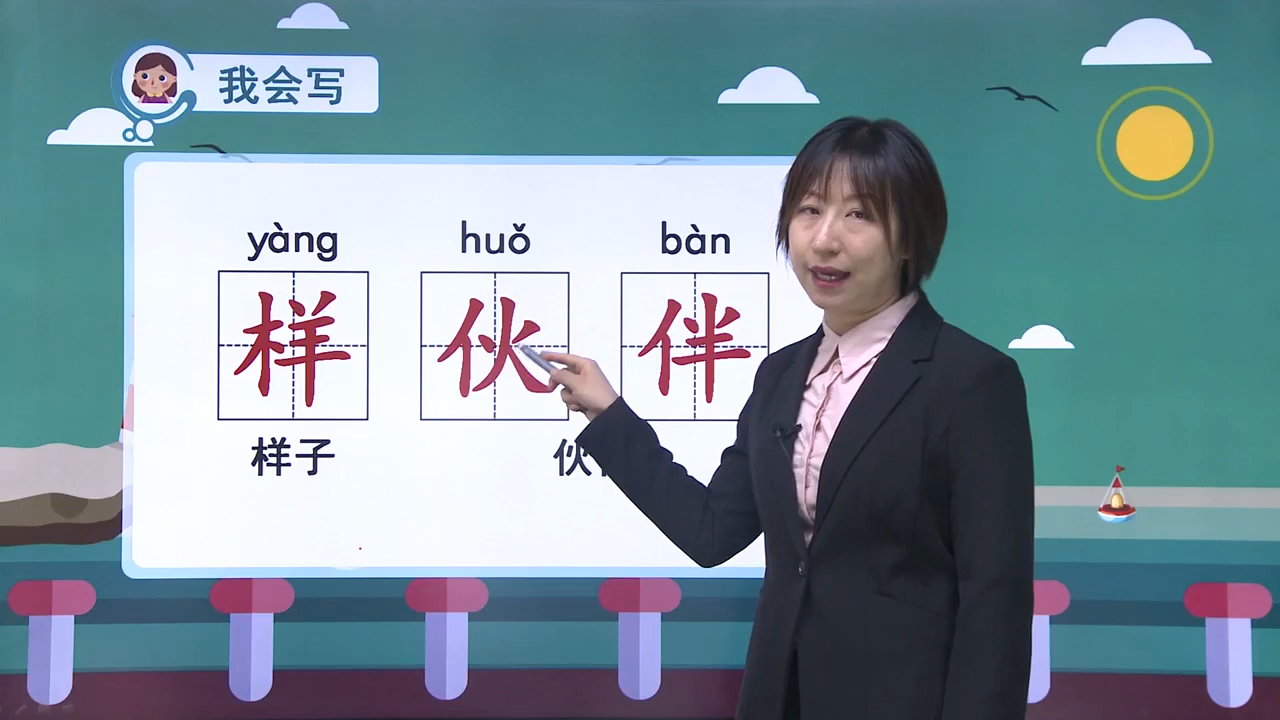 我会写
yàng huǒ bàn
样 伙 伴
样子 伙